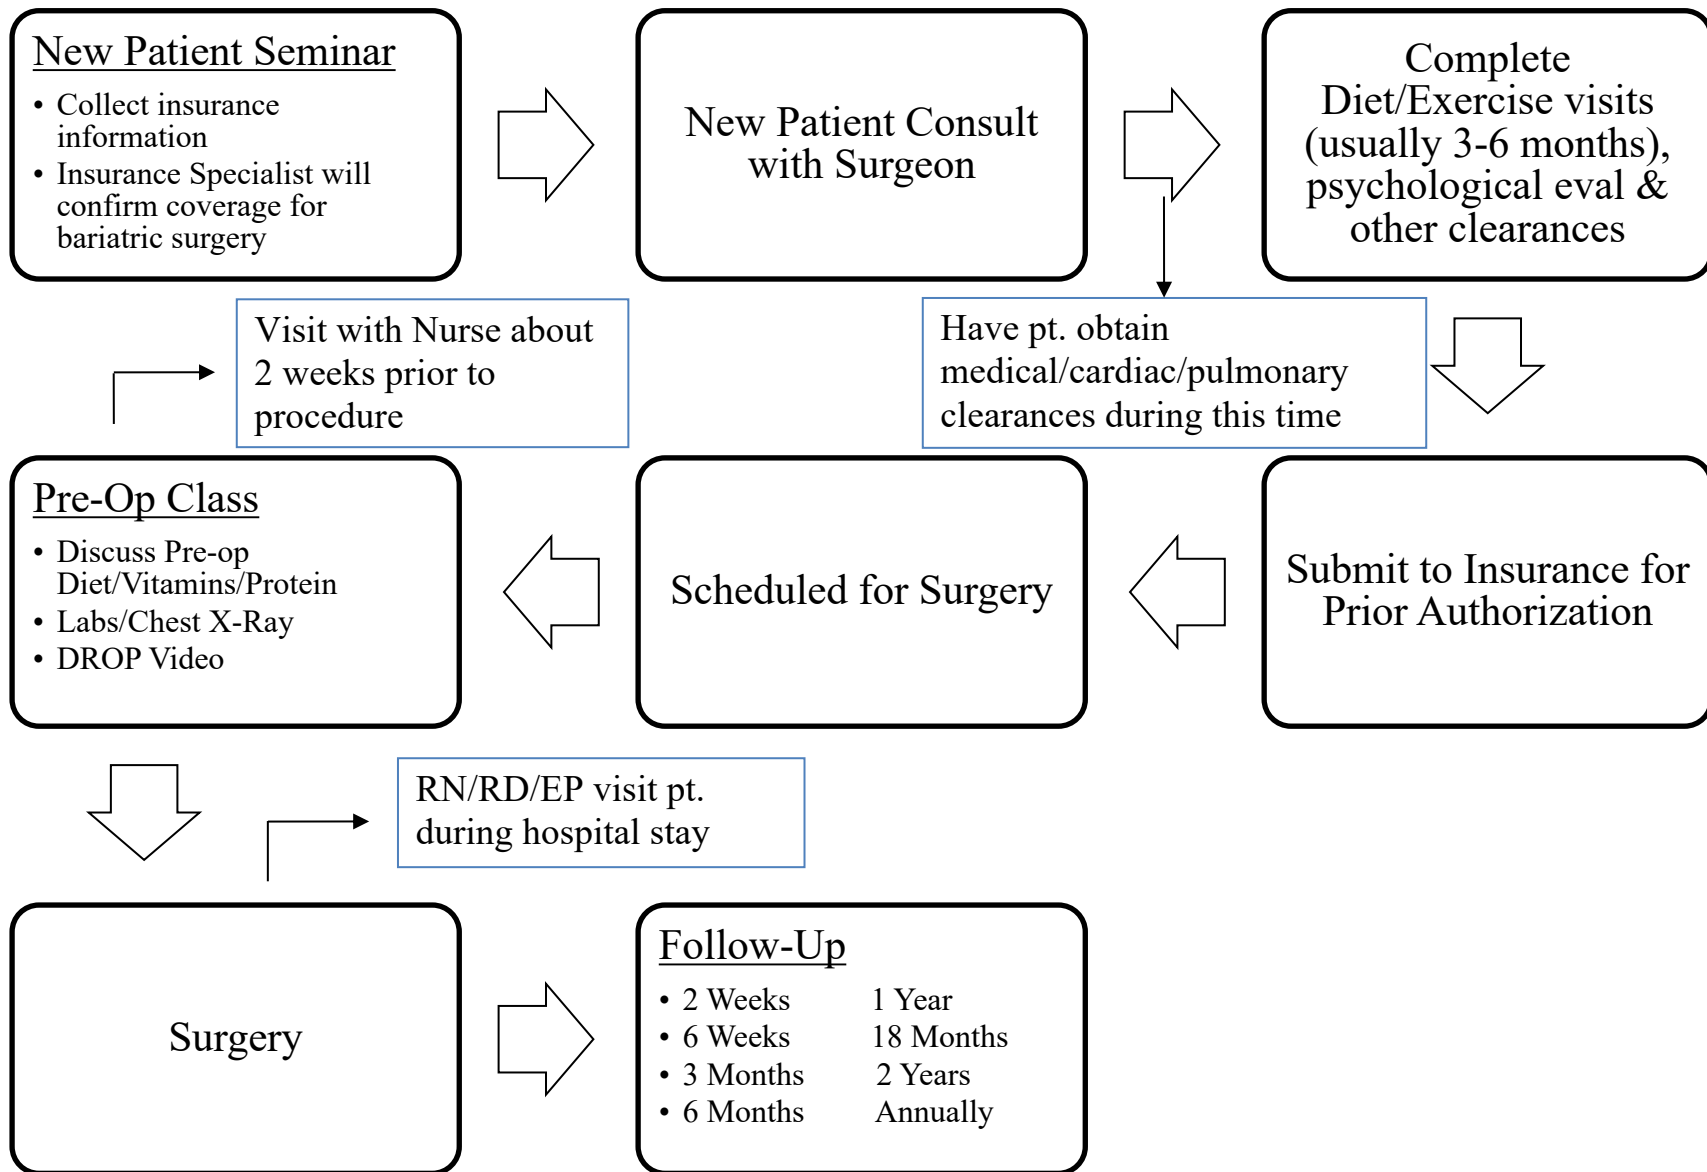 New Patient Seminar
• Collect insurance
information
• Insurance Specialist will
confirm coverage for
bariatric surgery
New Patient Consult
with Surgeon
Complete
Diet/Exercise visits
(usually 3-6 months),
psychological eval &
other clearances
Have pt. obtain
medical/cardiac/pulmonary
clearances during this time
Submit to Insurance for
Prior Authorization
Scheduled for Surgery
Pre-Op Class
• Discuss Pre-op
Diet/Vitamins/Protein
• Labs/Chest X-Ray
• DROP Video
Visit with Nurse about
2 weeks prior to
procedure
Surgery
RN/RD/EP visit pt.
during hospital stay
Follow-Up
• 2 Weeks 1 Year
• 6 Weeks 18 Months
• 3 Months 2 Years
• 6 Months Annually